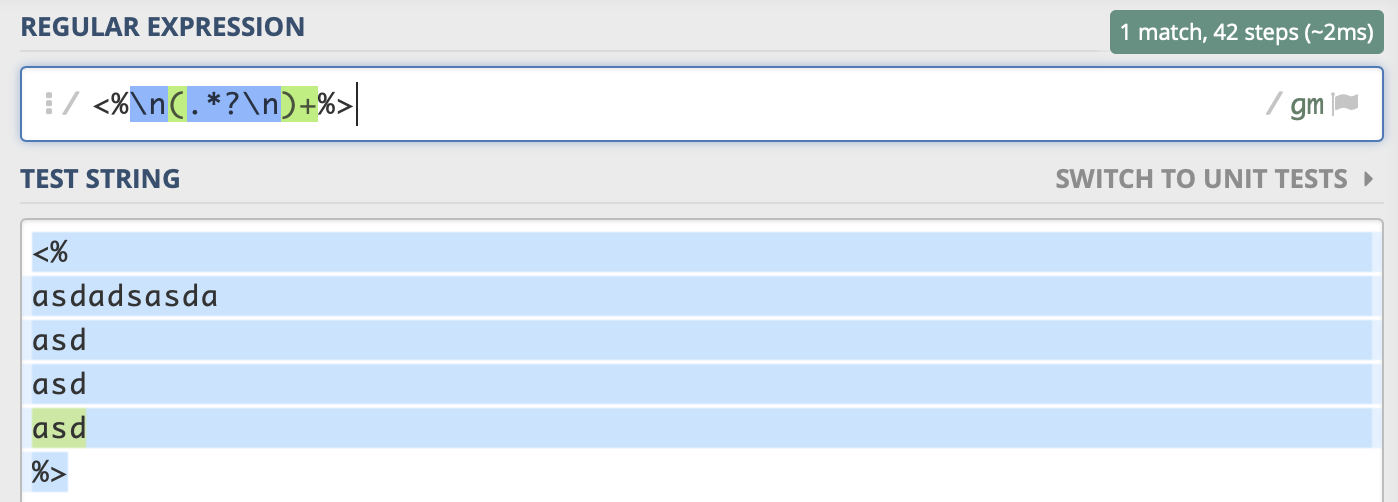 REGULAR EXPRESSION
1 match, 42 steps (~2ms)
/ <%\n(.*?\n)+%> / gm
TEST STRING
SWITCH TO UNIT TESTS
<%
asdadsasda
asd
asd
asd
%>